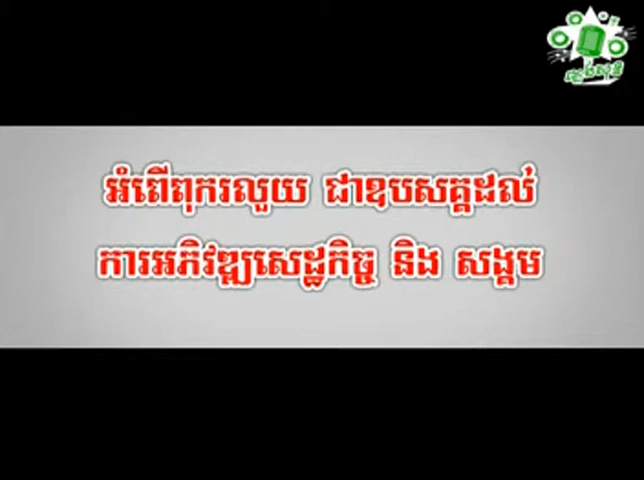 អំពើពុករលួយ ជាឧបសគ្គដល់
ការអភិវឌ្ឍសេដ្ឋកិច្ច និង សង្គម